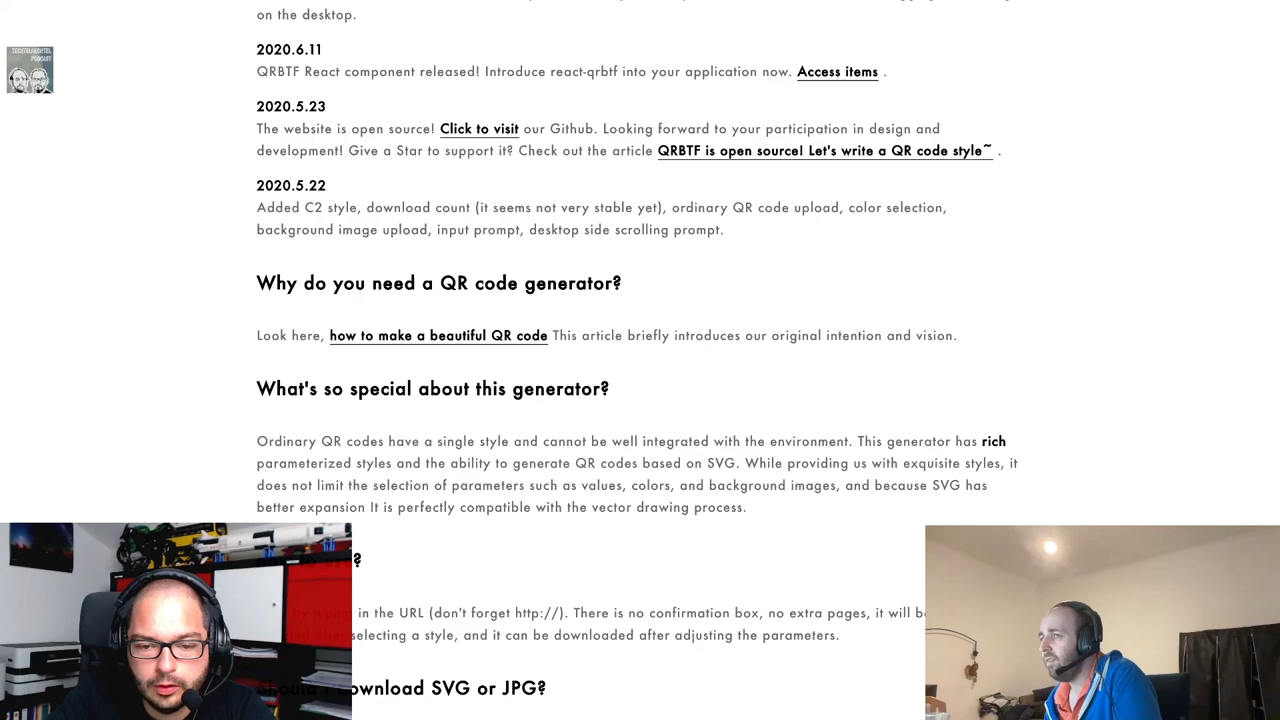 on the desktop.
TECHTELMECHTEL
PODCAST
2020.6.11
QRBTF React component released! Introduce react-qrbtf into your application now. Access items .
2020.5.23
The website is open source! Click to visit our Github. Looking forward to your participation in design and
development! Give a Star to support it? Check out the article QRBTF is open source! Let's write a QR code style~ .
2020.5.22
Added C2 style, download count (it seems not very stable yet), ordinary QR code upload, color selection,
background image upload, input prompt, desktop side scrolling prompt.
Why do you need a QR code generator?
Look here, how to make a beautiful QR code This article briefly introduces our original intention and vision.
What's so special about this generator?
Ordinary QR codes have a single style and cannot be well integrated with the environment. This generator has rich
parameterized styles and the ability to generate QR codes based on SVG. While providing us with exquisite styles, it
does not limit the selection of parameters such as values, colors, and background images, and because SVG has
better expansion It is perfectly compatible with the vector drawing process.
by typing in the URL (don't forget http://). There is no confirmation box, no extra pages, it will be
after selecting a style, and it can be downloaded after adjusting the parameters.
Should I download SVG or JPG?